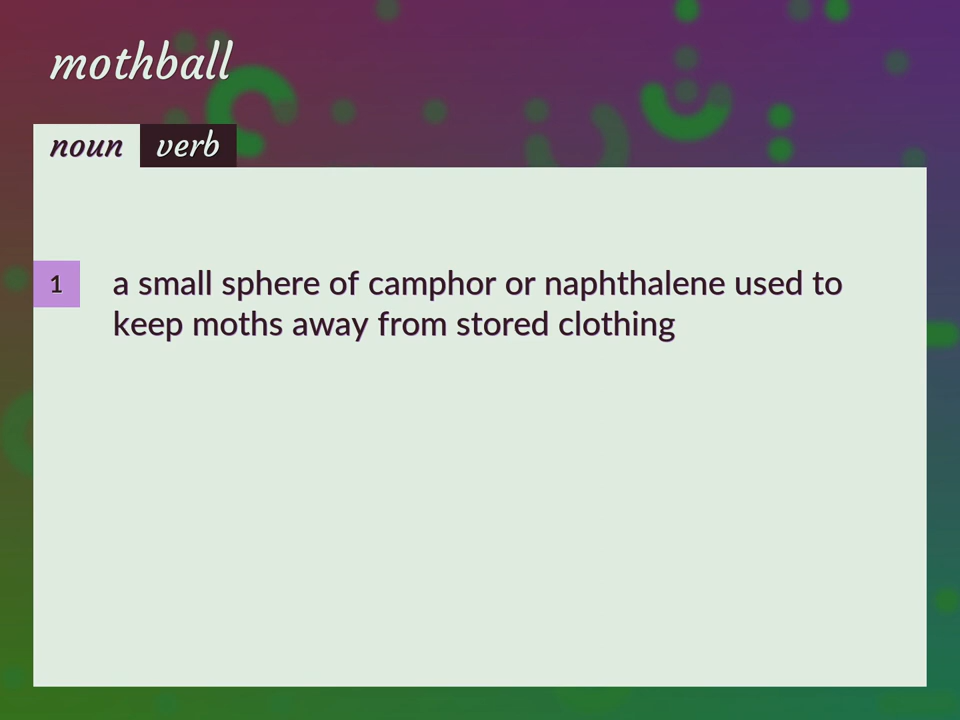 mothball
noun verb
1 a small sphere of camphor or naphthalene used to
keep moths away from stored clothing